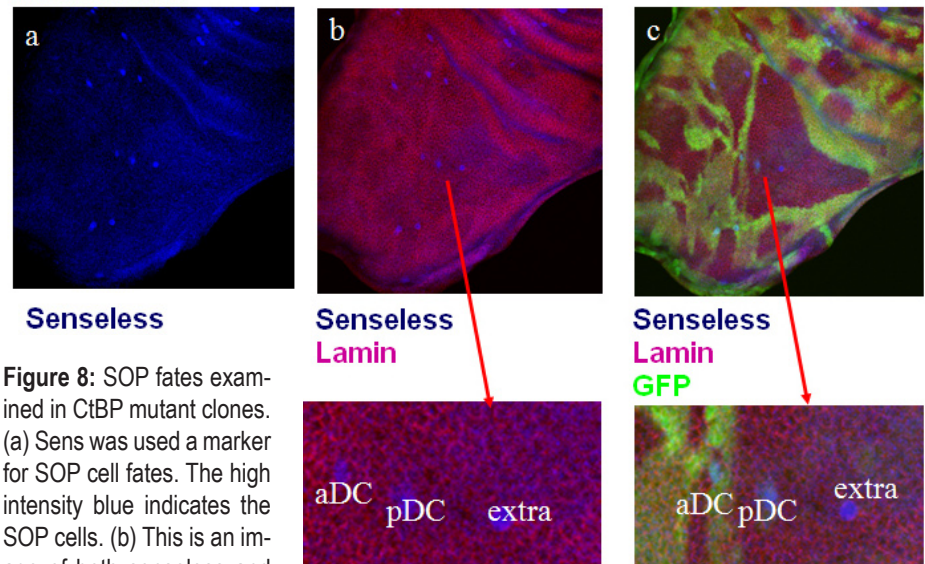 a
b
c
Senseless
Senseless
Lamin
Senseless
Lamin
GFP
Figure 8: SOP fates exam-
ined in CtBP mutant clones.
(a) Sens was used a marker
for SOP cell fates. The high
intensity blue indicates the
SOP cells. (b) This is an im-
aDC
pDC
extra
aDC
pDC
extra